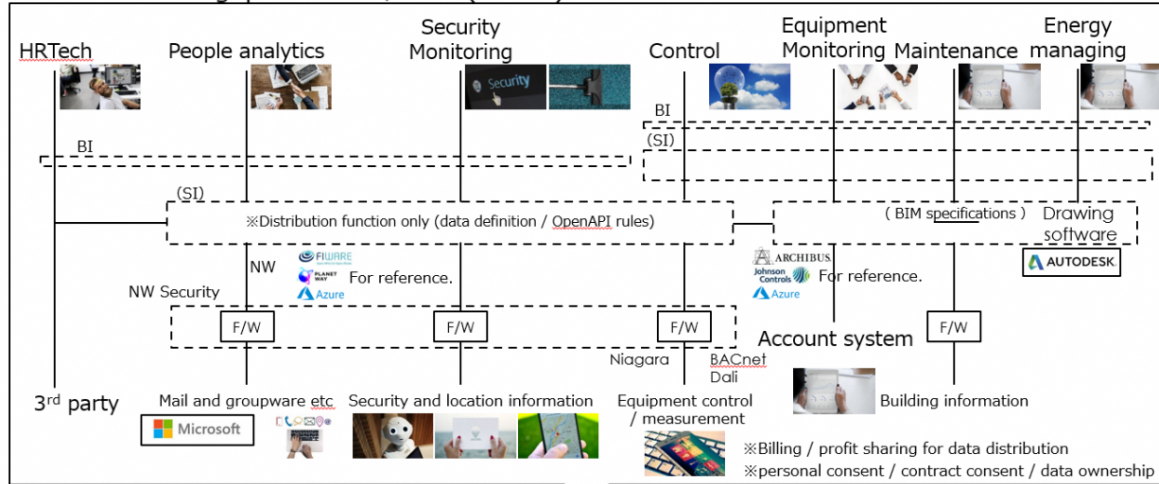 HRTech
People analytics
Security
Monitoring
Control
Equipment
Monitoring
Maintenance
Energy
managing
Security
BI
BI
(SI)
(SI)
※Distribution function only (data definition / OpenAPI rules)
( BIM specifications )
Drawing
software
AUTODESK
NW
FIWARE
PLANET WAY
Azure
For reference.
ARCHIBUS
Johnson Controls
Azure
For reference.
NW Security
F/W
F/W
F/W
F/W
Account system
Niagara
BACnet
Dali
3rd party
Mail and groupware etc
Microsoft
Security and location information
Equipment control
/ measurement
Building information
※Billing / profit sharing for data distribution
※personal consent / contract consent / data ownership